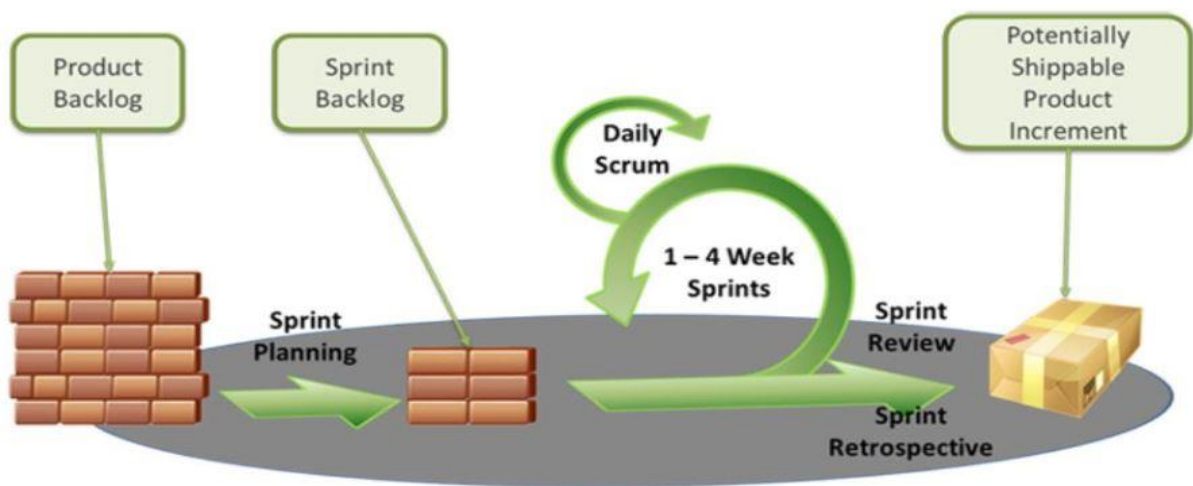 Product
Backlog
Sprint
Backlog
Potentially
Shippable
Product
Increment
Daily
Scrum
1 – 4 Week
Sprints
Sprint
Planning
Sprint
Review
Sprint
Retrospective